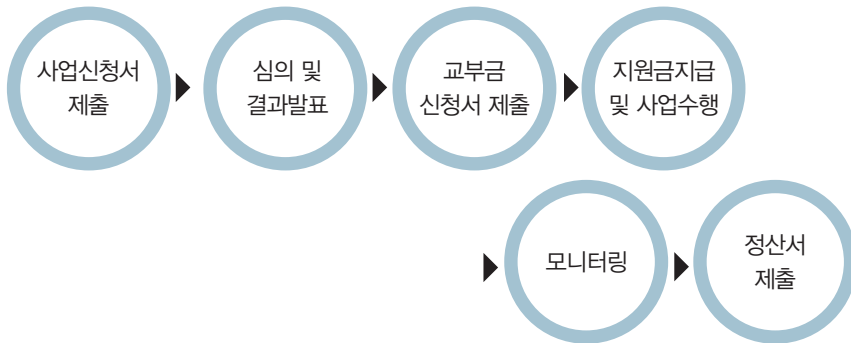 사업신청서
제출
심의 및
결과발표
교부금
신청서 제출
지원금지급
및 사업수행
모니터링
정산서
제출